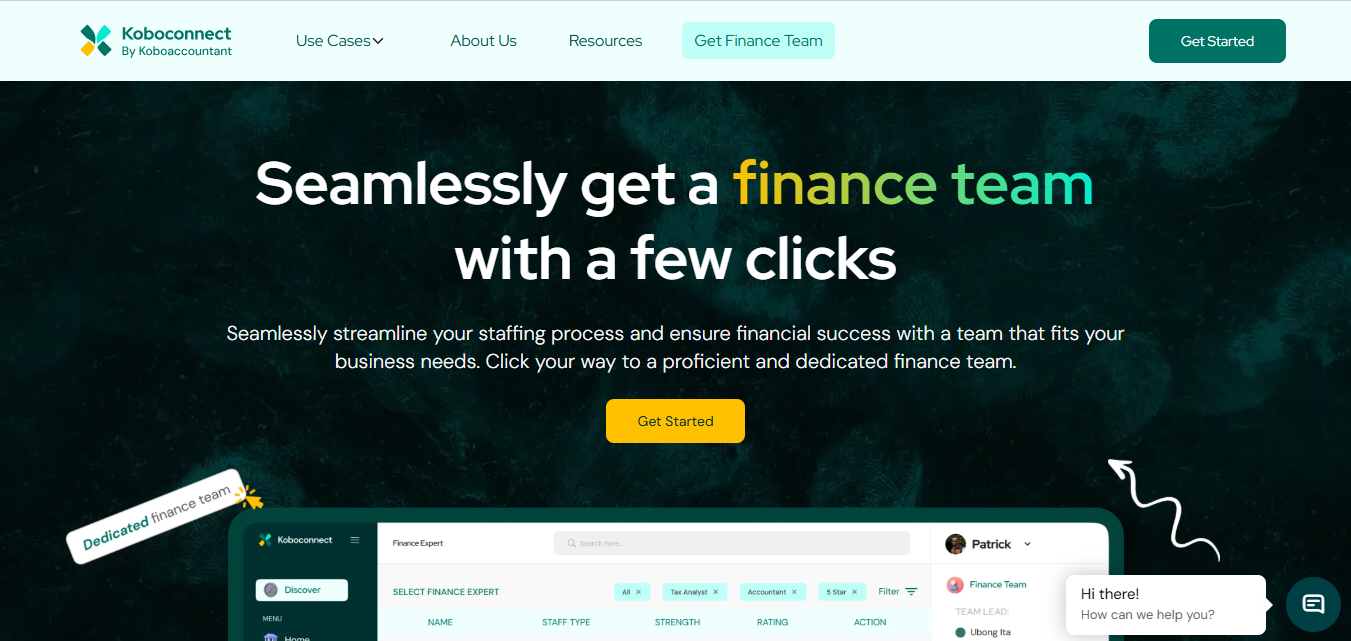 Koboconnect
By Koboaccountant
Use Cases
About Us
Resources
Get Finance Team
Get Started
Seamlessly get a finance team
with a few clicks
Seamlessly streamline your staffing process and ensure financial success with a team that fits your
business needs. Click your way to a proficient and dedicated finance team.
Get Started
Dedicated finance team
Koboconnect
Finance Expert
Search here...
Patrick
Discover
SELECT FINANCE EXPERT
All
Tax Analyst
Accountant
5 Star
Filter
Finance Team
MENU
NAME
STAFF TYPE
STRENGTH
RATING
ACTION
TEAM LEAD:
Ubong Ita
Home
Hi there!
How can we help you?